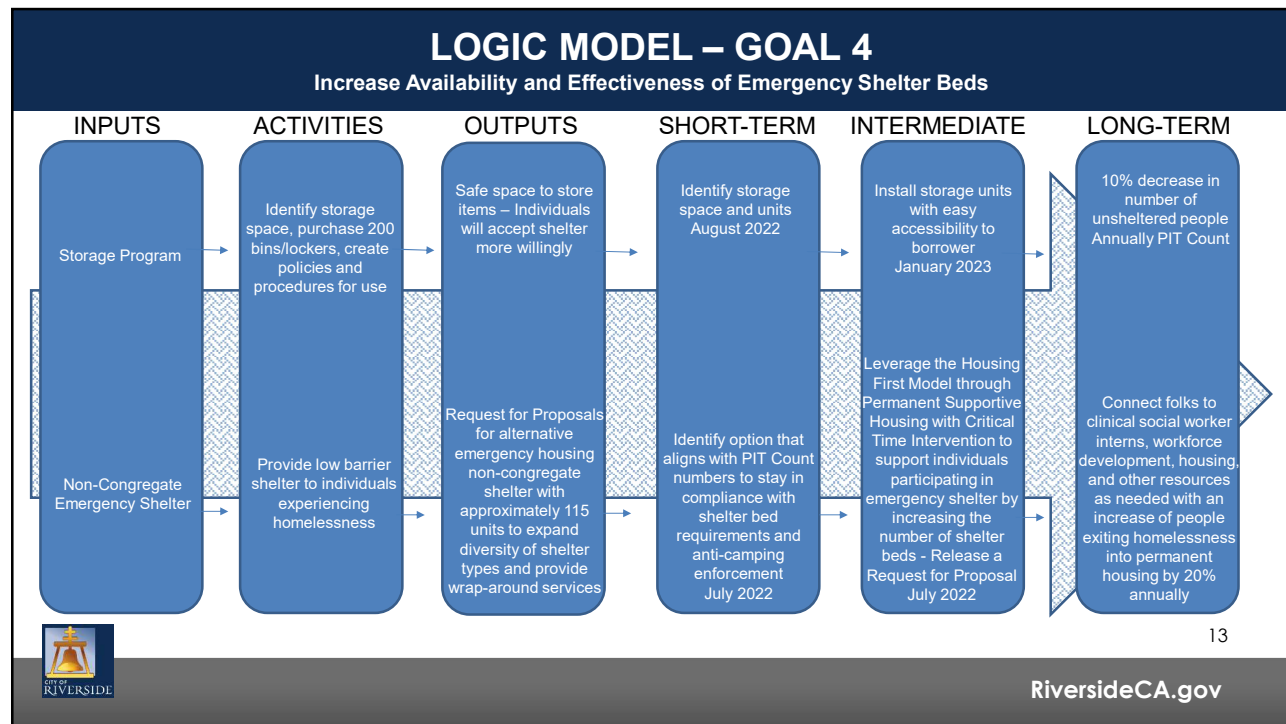 LOGIC MODEL – GOAL 4
Increase Availability and Effectiveness of Emergency Shelter Beds
INPUTS
Storage Program
Non-Congregate
Emergency Shelter
ACTIVITIES
Identify storage
space, purchase 200
bins/lockers, create
policies and
procedures for use
Provide low barrier
shelter to individuals
experiencing
homelessness
OUTPUTS
Safe space to store
items – Individuals
will accept shelter
more willingly
Request for Proposals
for alternative
emergency housing
non-congregate
shelter with
approximately 115
units to expand
diversity of shelter
types and provide
wrap-around services
SHORT-TERM
Identify storage
space and units
August 2022
Identify option that
aligns with PIT Count
numbers to stay in
compliance with
shelter bed
requirements and
anti-camping
enforcement
July 2022
INTERMEDIATE
Install storage units
with easy
accessibility to
borrower
January 2023
Leverage the Housing
First Model through
Permanent Supportive
Housing with Critical
Time Intervention to
support individuals
participating in
emergency shelter by
increasing the
number of shelter
beds - Release a
Request for Proposal
July 2022
LONG-TERM
10% decrease in
number of
unsheltered people
Annually PIT Count
Connect folks to
clinical social worker
interns, workforce
development, housing,
and other resources
as needed with an
increase of people
exiting homelessness
into permanent
housing by 20%
annually
13
CITY OF
RIVERSIDE
RiversideCA.gov